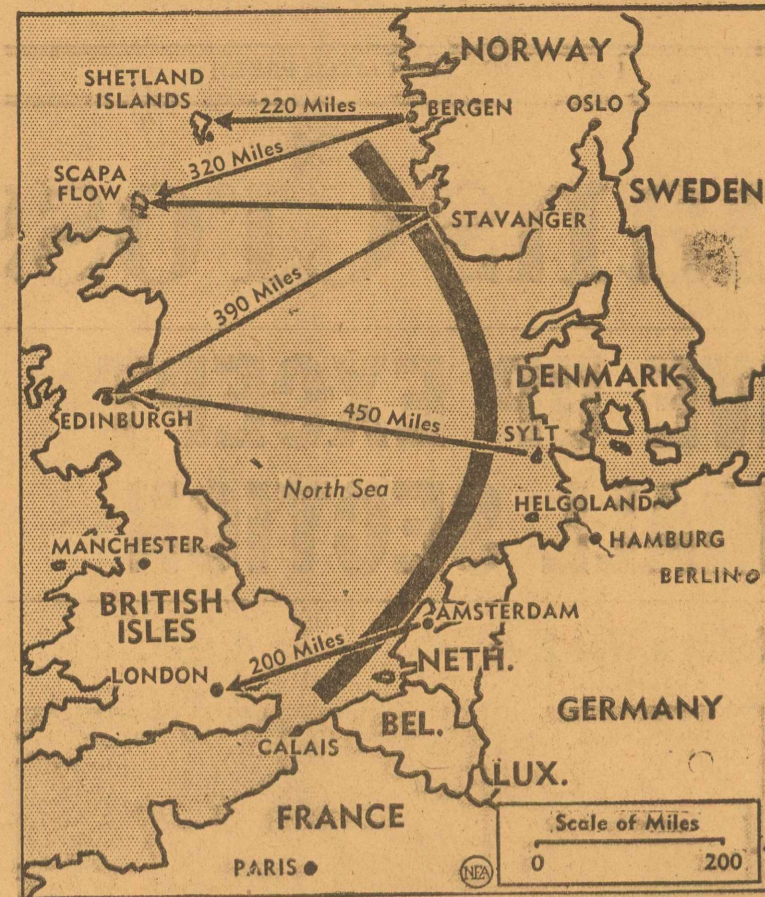 NORWAY
SHETLAND
ISLANDS
220 Miles
BERGEN
OSLO
SCAPA
FLOW
320 Miles
SWEDEN
STAVANGER
390 Miles
DENMARK
EDINBURGH
450 Miles
SYLT
North Sea
HELGOLAND
MANCHESTER
HAMBURG
BERLIN
BRITISH
ISLES
AMSTERDAM
200 Miles
NETH.
LONDON
GERMANY
BEL.
CALAIS
LUX.
FRANCE
Scale of Miles
0 200
PARIS
NEA